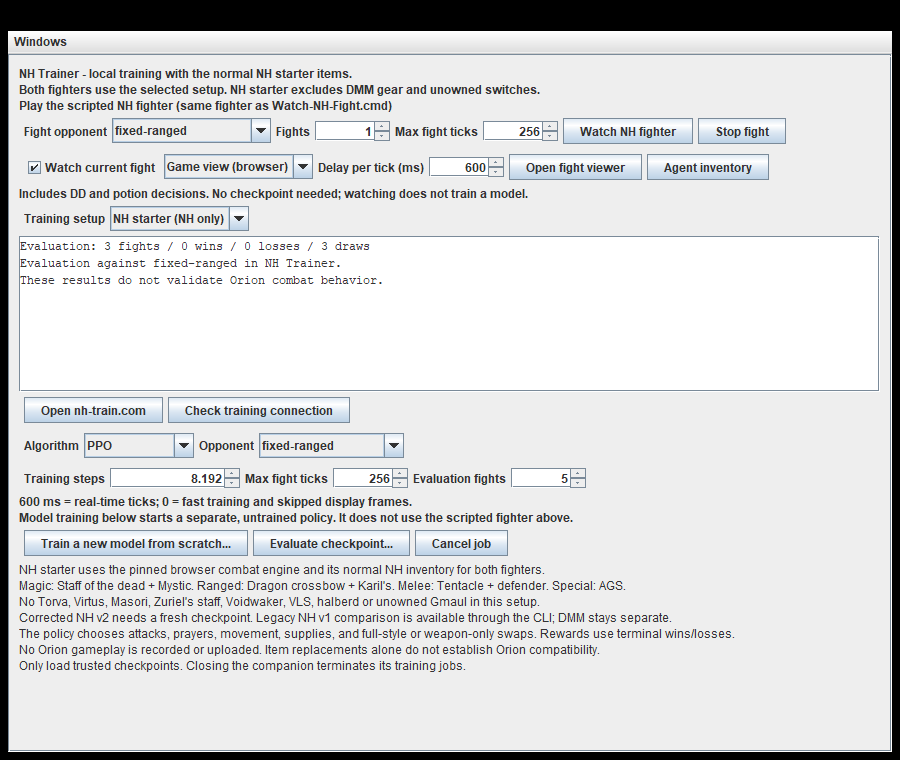 Windows
NH Trainer - local training with the normal NH starter items.
Both fighters use the selected setup. NH starter excludes DMM gear and unowned switches.
Play the scripted NH fighter (same fighter as Watch-NH-Fight.cmd)
Fight opponent fixed-ranged Fights 1 Max fight ticks 256 Watch NH fighter Stop fight
Watch current fight Game view (browser) Delay per tick (ms) 600 Open fight viewer Agent inventory
Includes DD and potion decisions. No checkpoint needed; watching does not train a model.
Training setup NH starter (NH only)
Evaluation: 3 fights / 0 wins / 0 losses / 3 draws
Evaluation against fixed-ranged in NH Trainer.
These results do not validate Orion combat behavior.
Open nh-train.com Check training connection
Algorithm PPO Opponent fixed-ranged
Training steps 8.192 Max fight ticks 256 Evaluation fights 5
600 ms = real-time ticks; 0 = fast training and skipped display frames.
Model training below starts a separate, untrained policy. It does not use the scripted fighter above.
Train a new model from scratch... Evaluate checkpoint... Cancel job
NH starter uses the pinned browser combat engine and its normal NH inventory for both fighters.
Magic: Staff of the dead + Mystic. Ranged: Dragon crossbow + Karil's. Melee: Tentacle + defender. Special: AGS.
No Torva, Virtus, Masori, Zuriel's staff, Voidwaker, VLS, halberd or unowned Gmaul in this setup.
Corrected NH v2 needs a fresh checkpoint. Legacy NH v1 comparison is available through the CLI; DMM stays separate.
The policy chooses attacks, prayers, movement, supplies, and full-style or weapon-only swaps. Rewards use terminal wins/losses.
No Orion gameplay is recorded or uploaded. Item replacements alone do not establish Orion compatibility.
Only load trusted checkpoints. Closing the companion terminates its training jobs.